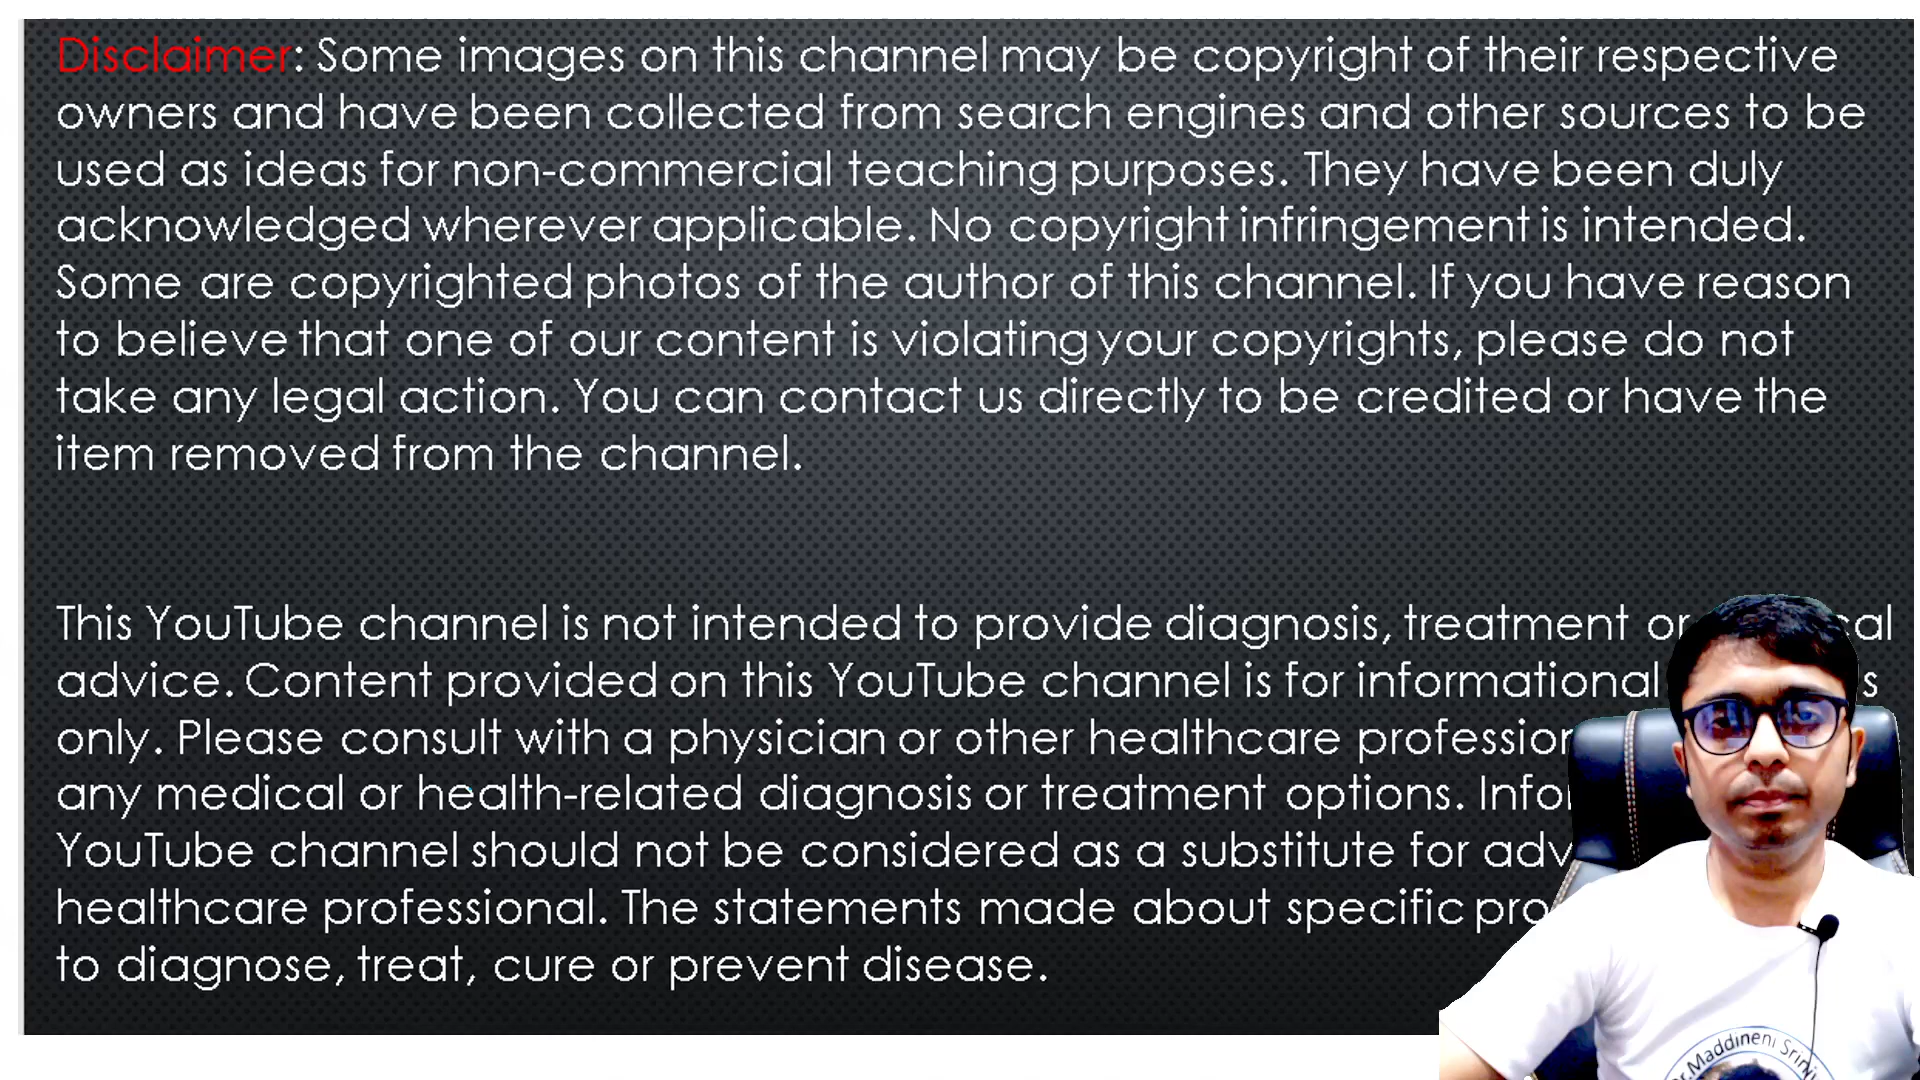 Disclaimer: Some images on this channel may be copyright of their respective
owners and have been collected from search engines and other sources to be
used as ideas for non-commercial teaching purposes. They have been duly
acknowledged wherever applicable. No copyright infringement is intended.
Some are copyrighted photos of the author of this channel. If you have reason
to believe that one of our content is violating your copyrights, please do not
take any legal action. You can contact us directly to be credited or have the
item removed from the channel.
This YouTube channel is not intended to provide diagnosis, treatment or
advice. Content provided on this YouTube channel is for informational
only. Please consult with a physician or other healthcare
any medical or health-related diagnosis or treatment options.
YouTube channel should not be considered as a substitute for
healthcare professional. The statements made about specific
to diagnose, treat, cure or prevent disease.
Maddineni